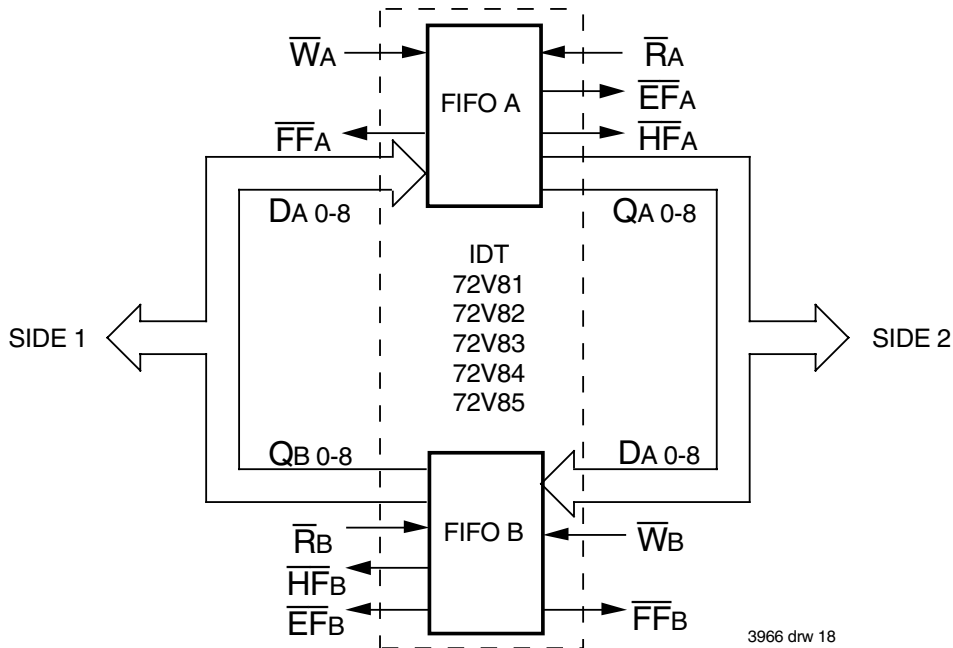 W̅A
R̅A
FIFO A
E̅F̅A
F̅F̅A
H̅F̅A
DA 0-8
QA 0-8
IDT
72V81
72V82
72V83
72V84
72V85
SIDE 1
SIDE 2
QB 0-8
DA 0-8
R̅B
FIFO B
W̅B
H̅F̅B
E̅F̅B
F̅F̅B
3966 drw 18